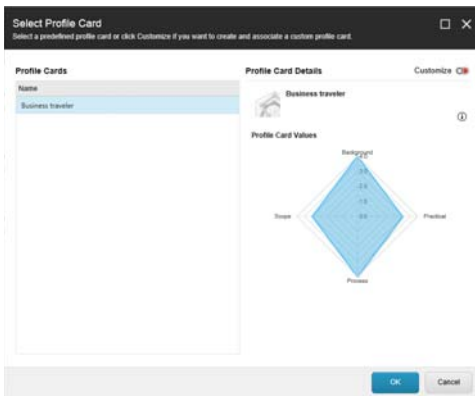 Select Profile Card
Select a predefined profile card or click Customize if you want to create and associate a custom profile card.
Profile Cards
Name
Business traveler
Profile Card Details
Customize
Business traveler
Profile Card Values
Background
Scope
Practical
Process
OK
Cancel